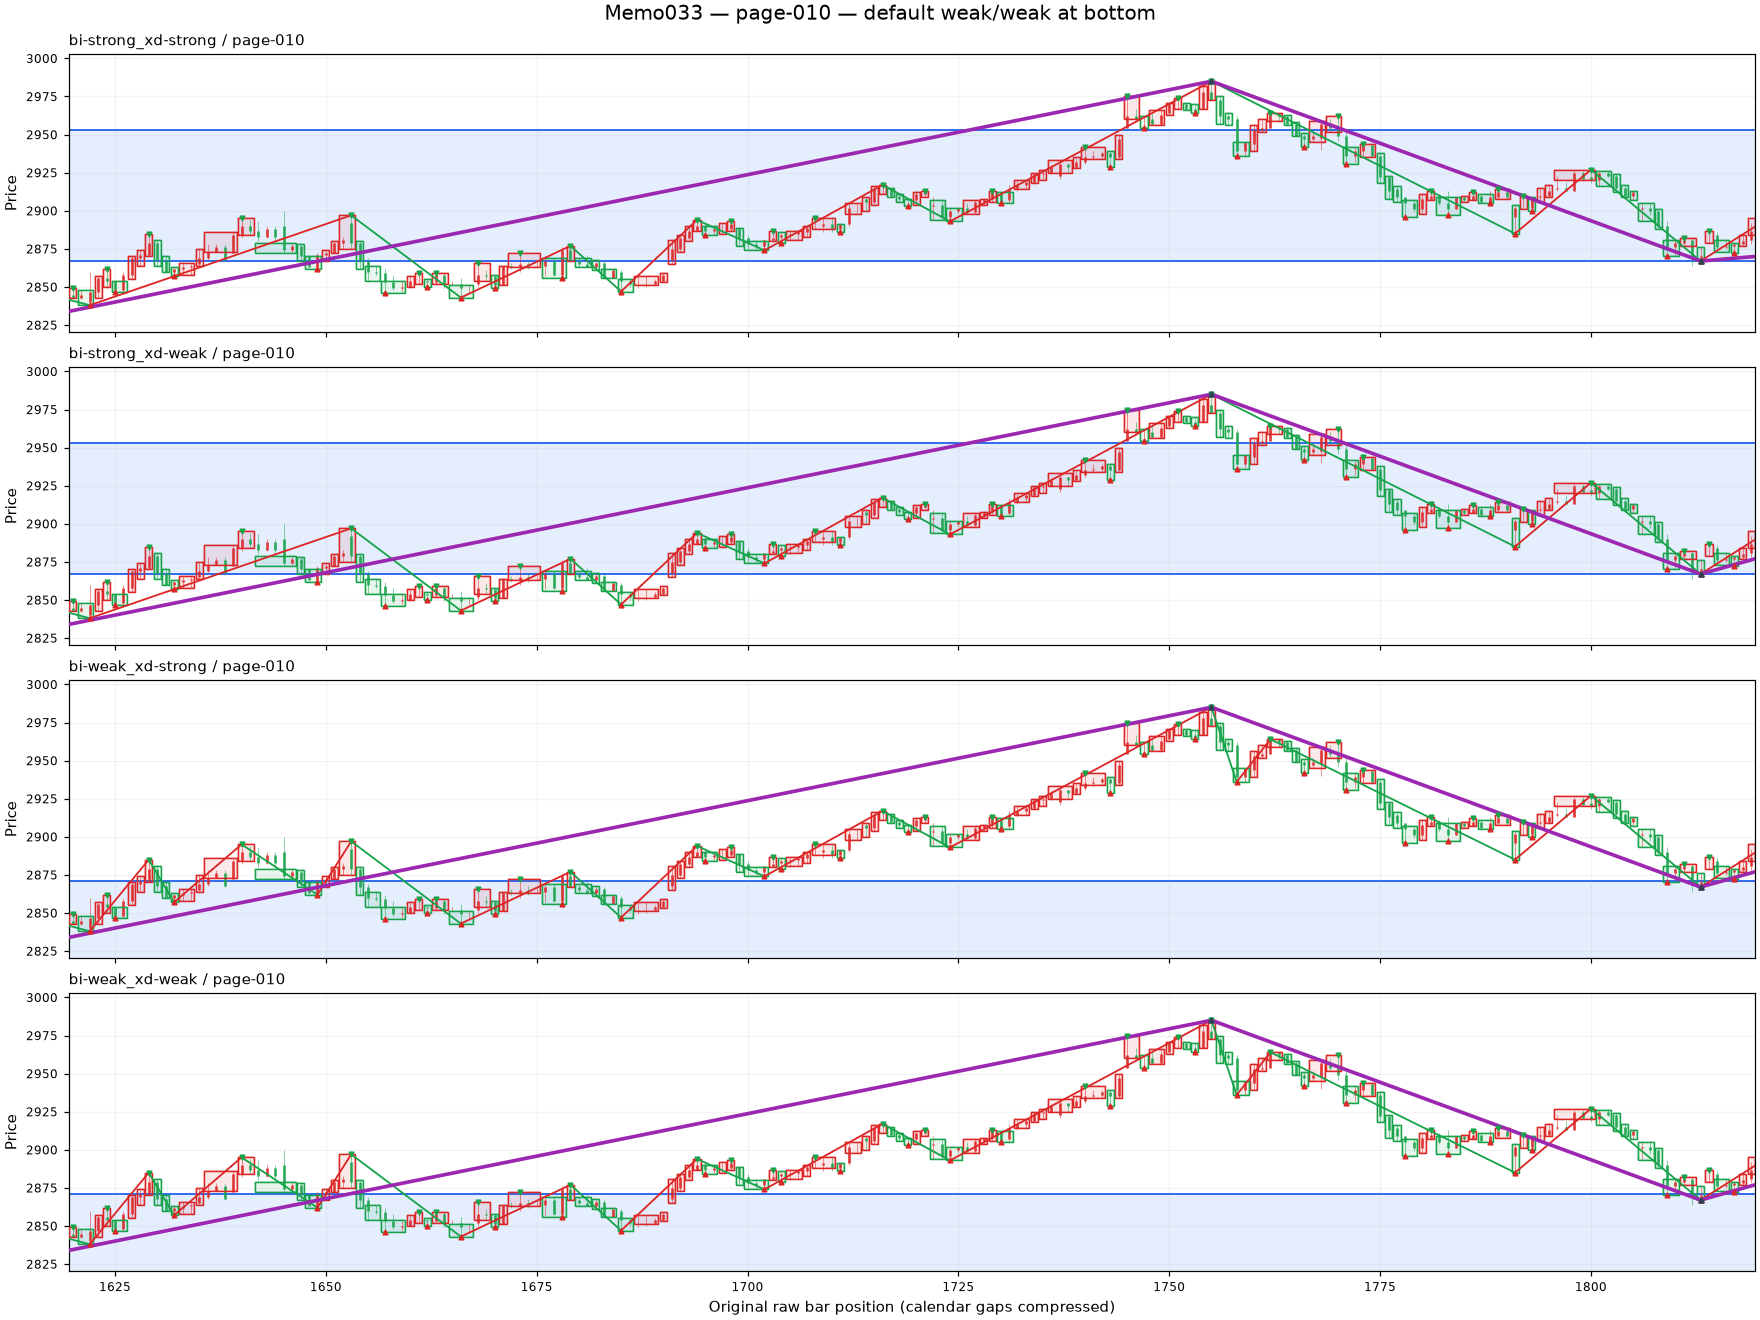 Memo033 — page-010 — default weak/weak at bottom
bi-strong_xd-strong / page-010
3000
2975
2950
2925
2900
2875
2850
2825
Price
bi-strong_xd-weak / page-010
3000
2975
2950
2925
2900
2875
2850
2825
Price
bi-weak_xd-strong / page-010
3000
2975
2950
2925
2900
2875
2850
2825
Price
bi-weak_xd-weak / page-010
3000
2975
2950
2925
2900
2875
2850
2825
Price
1625 1650 1675 1700 1725 1750 1775 1800
Original raw bar position (calendar gaps compressed)